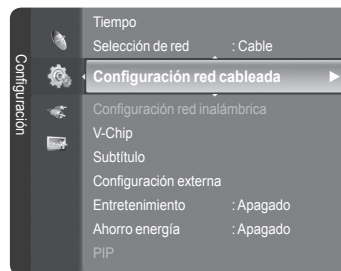 Configuración
Tiempo
Selección de red : Cable
Configuración red cableada
Configuración red inalámbrica
V-Chip
Subtítulo
Configuración externa
Entretenimiento : Apagado
Ahorro energía : Apagado
PIP